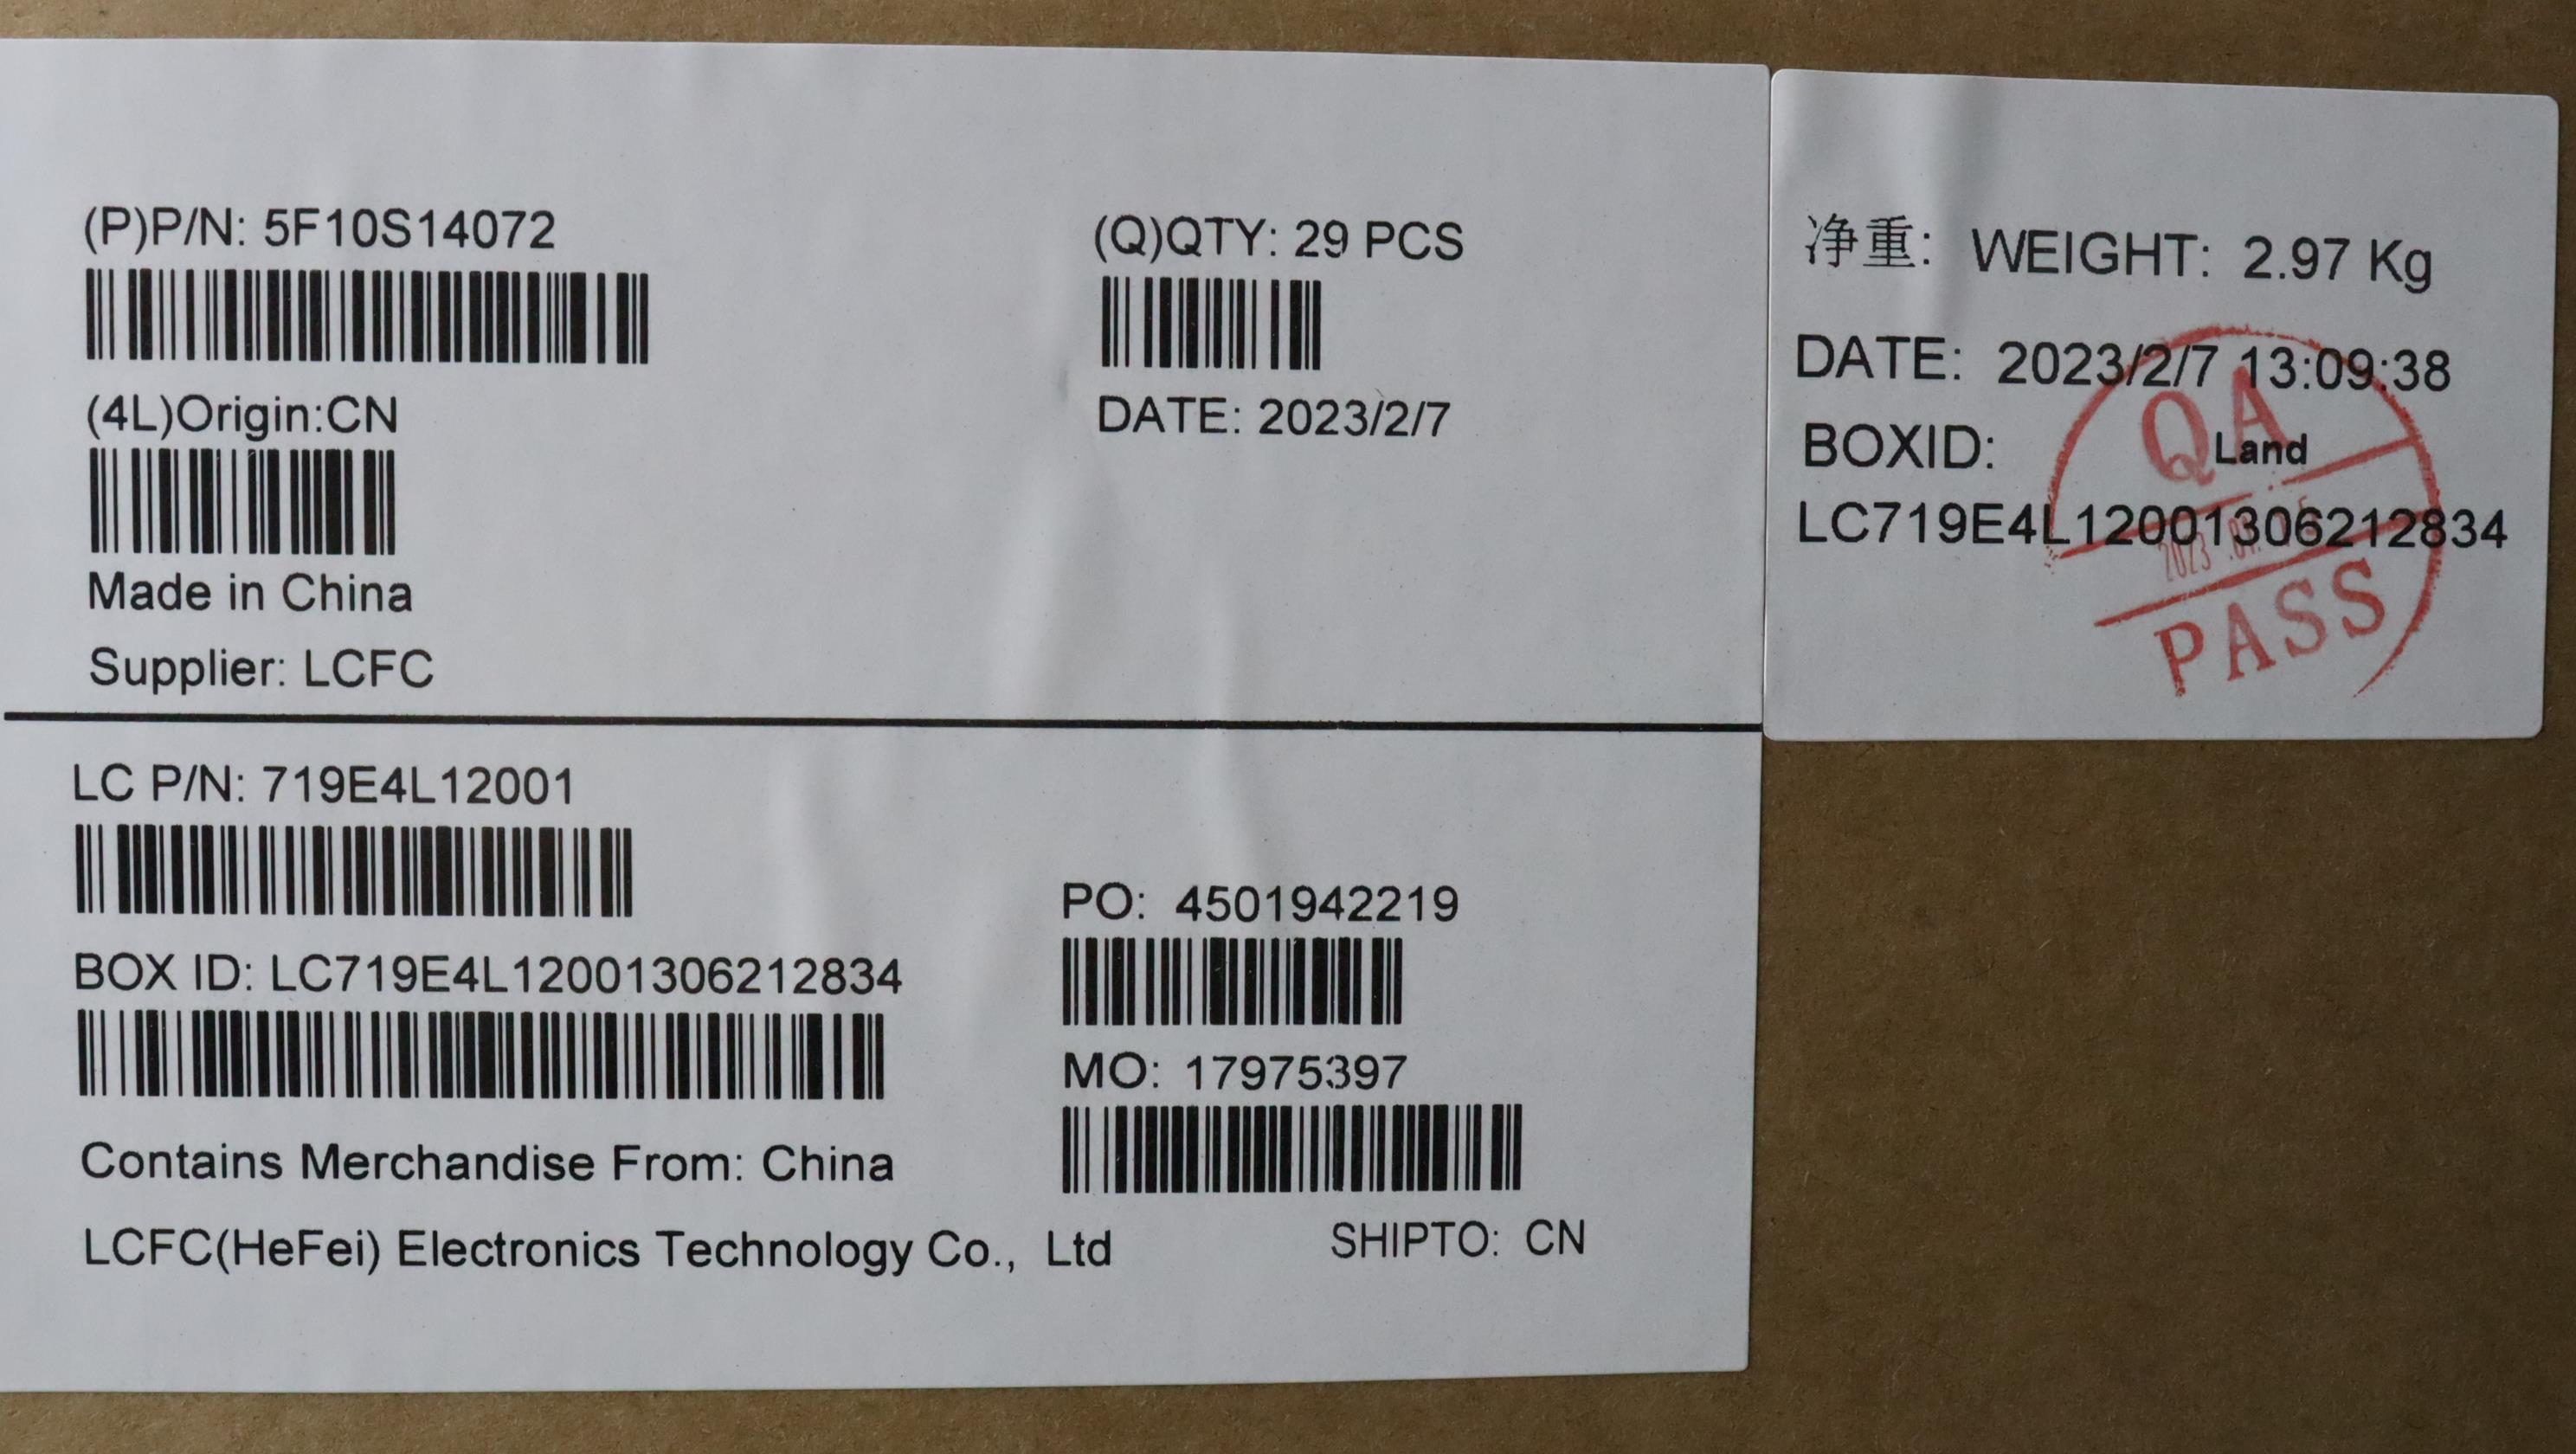 (P)P/N: 5F10S14072
(4L)Origin:CN
Made in China
Supplier: LCFC
(Q)QTY: 29 PCS
DATE: 2023/2/7
LC P/N: 719E4L12001
BOX ID: LC719E4L12001306212834
Contains Merchandise From: China
LCFC(HeFei) Electronics Technology Co., Ltd
PO: 4501942219
MO: 17975397
SHIPTO: CN
净重: WEIGHT: 2.97 Kg
DATE: 2023/2/7 13:09:38
BOXID: Land
LC719E4L12001306212834
QA
2023
PASS